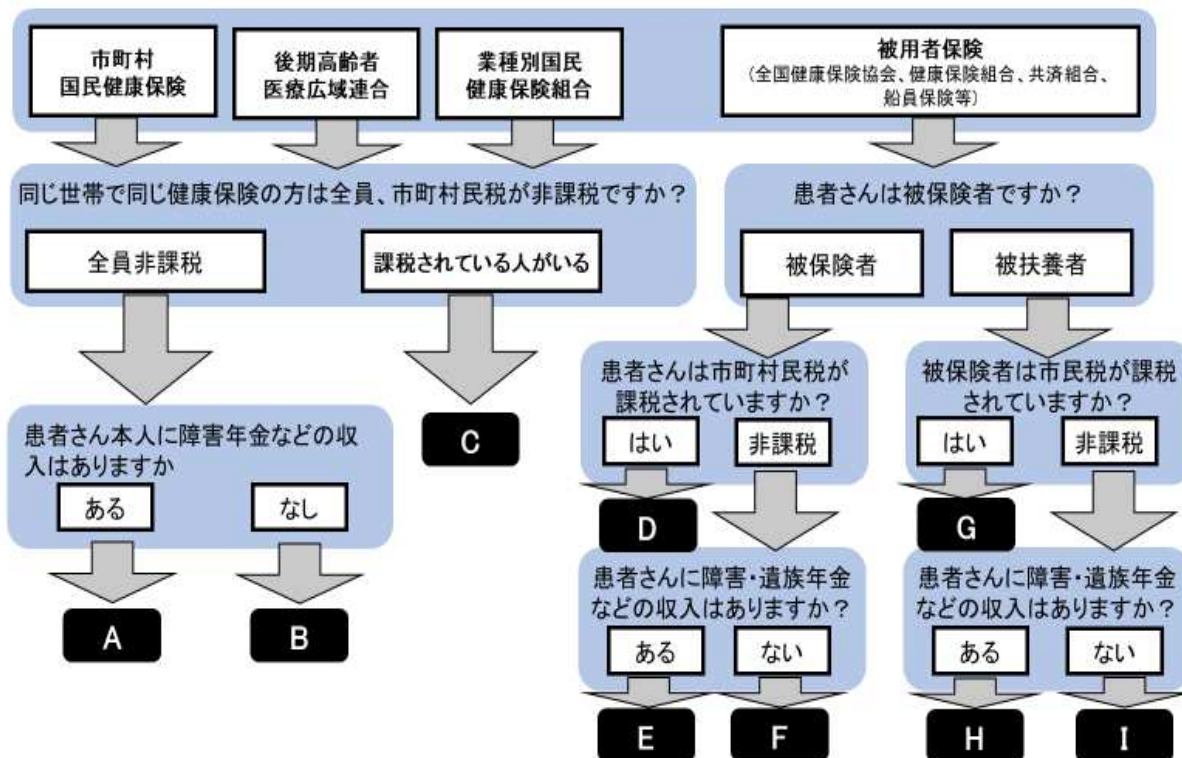 市町村
国民健康保険
後期高齢者
医療広域連合
業種別国民
健康保険組合
被用者保険
(全国健康保険協会、健康保険組合、共済組合、
船員保険等)
同じ世帯で同じ健康保険の方は全員、市町村民税が非課税ですか?
全員非課税
課税されている人がいる
患者さんは被保険者ですか?
被保険者
被扶養者
患者さん本人に障害年金などの収
入はありますか
ある
なし
A
B
C
患者さんは市町村民税が
課税されていますか?
はい
非課税
D
患者さんに障害・遺族年金
などの収入はありますか?
ある
ない
E
F
被保険者は市民税が課税
されていますか?
はい
非課税
G
患者さんに障害・遺族年金
などの収入はありますか?
ある
ない
H
I